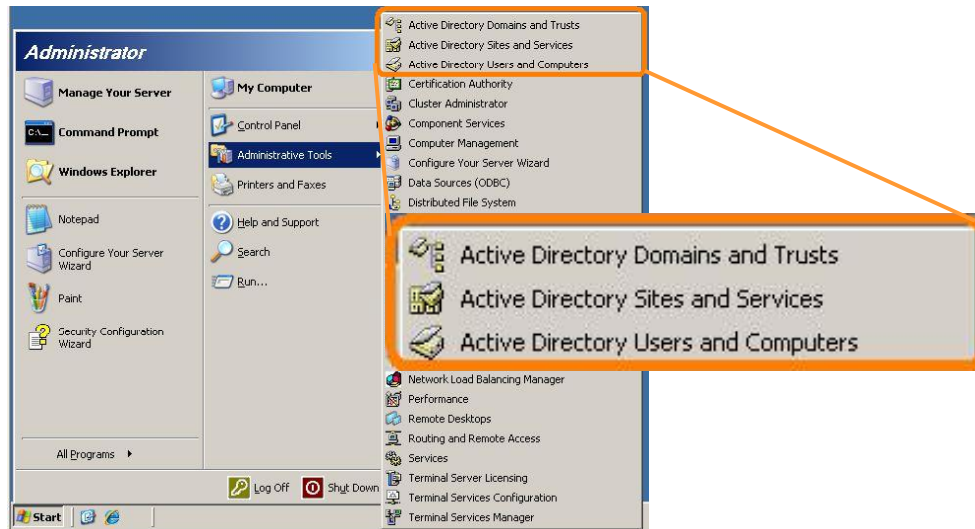 Administrator
Manage Your Server
Command Prompt
Windows Explorer
Notepad
Configure Your Server
Wizard
Paint
Security Configuration
Wizard
All Programs
My Computer
Control Panel
Administrative Tools
Printers and Faxes
Help and Support
Search
Run...
Log Off
Shut Down
Start
Active Directory Domains and Trusts
Active Directory Sites and Services
Active Directory Users and Computers
Certification Authority
Cluster Administrator
Component Services
Computer Management
Configure Your Server Wizard
Data Sources (ODBC)
Distributed File System
Active Directory Domains and Trusts
Active Directory Sites and Services
Active Directory Users and Computers
Network Load Balancing Manager
Performance
Remote Desktops
Routing and Remote Access
Services
Terminal Server Licensing
Terminal Services Configuration
Terminal Services Manager